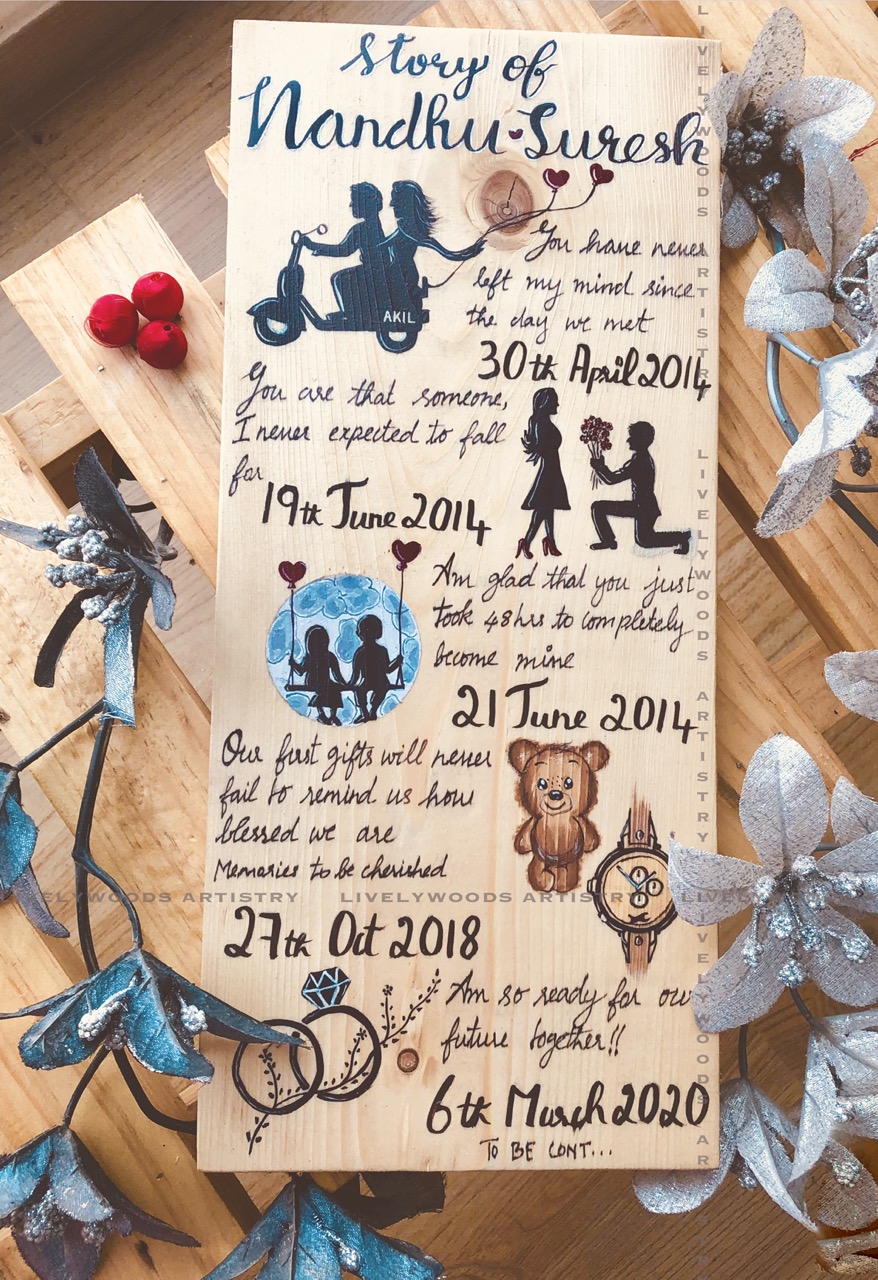 Story of
Nandhu Suresh
You have never
left my mind since
the day we met
AKIL
30th April 2014
You are that someone,
I never expected to fall
for
19th June 2014
Am glad that you just
took 48hrs to completely
become mine
21 June 2014
Our first gifts will never
fail to remind us how
blessed we are
Memories to be cherished
27th Oct 2018
Am so ready for our
future together!!
6th March 2020
TO BE CONT...
LIVELYWOODS ARTISTRY
LIVELYWOODS ARTISTRY
ELYWOODS ARTISTRY LIVELYWOODS ARTISTRY LIVELYWOODS
LIVELYWOODS AR